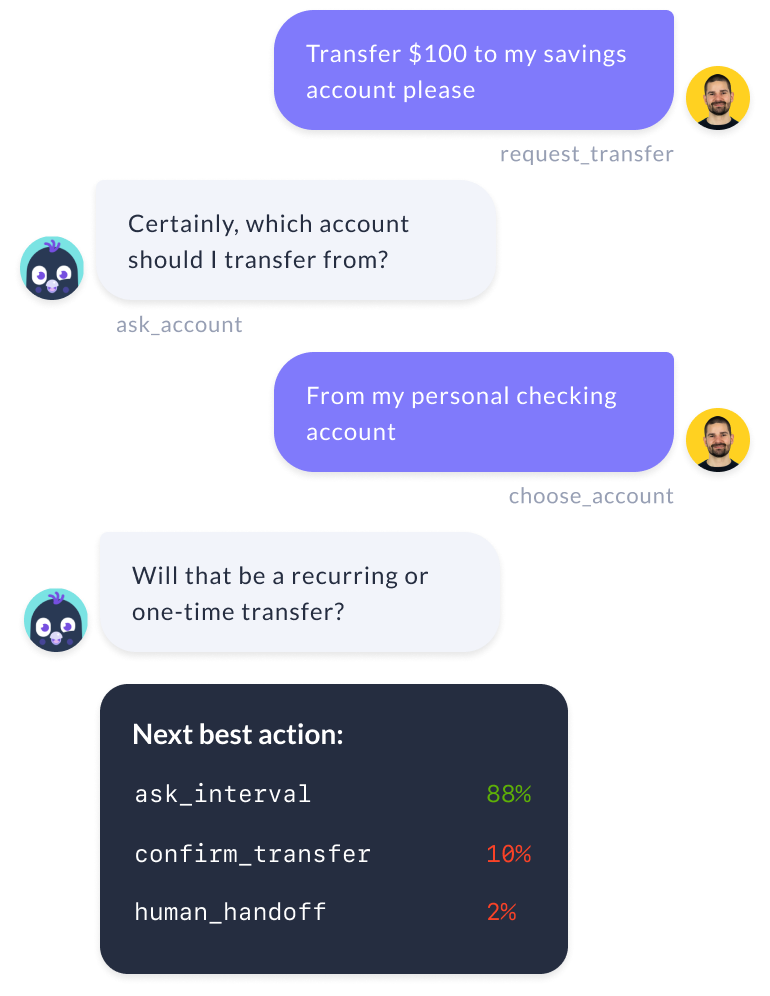 Transfer $100 to my savings
account please
request_transfer
Certainly, which account
should I transfer from?
ask_account
From my personal checking
account
choose_account
Will that be a recurring or
one-time transfer?
Next best action:
ask_interval 88%
confirm_transfer 10%
human_handoff 2%